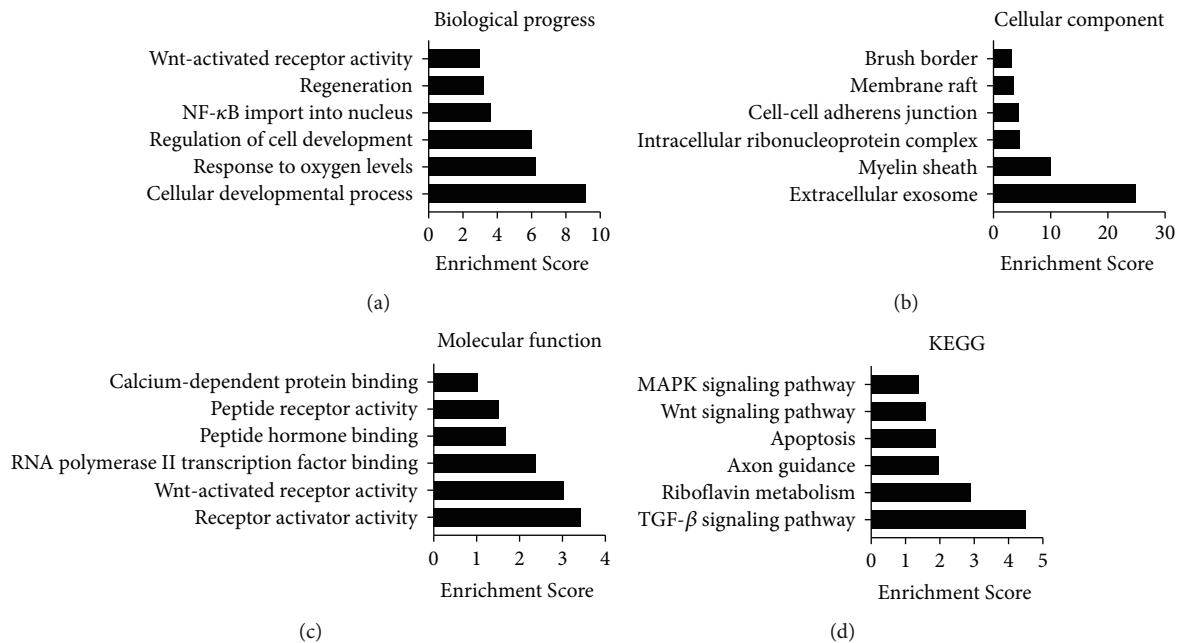 Biological progress
Wnt-activated receptor activity
Regeneration
NF-κB import into nucleus
Regulation of cell development
Response to oxygen levels
Cellular developmental process
0 2 4 6 8 10
Enrichment Score
(a)
Cellular component
Brush border
Membrane raft
Cell-cell adherens junction
Intracellular ribonucleoprotein complex
Myelin sheath
Extracellular exosome
0 10 20 30
Enrichment Score
(b)
Molecular function
Calcium-dependent protein binding
Peptide receptor activity
Peptide hormone binding
RNA polymerase II transcription factor binding
Wnt-activated receptor activity
Receptor activator activity
0 1 2 3 4
Enrichment Score
(c)
KEGG
MAPK signaling pathway
Wnt signaling pathway
Apoptosis
Axon guidance
Riboflavin metabolism
TGF-β signaling pathway
0 1 2 3 4 5
Enrichment Score
(d)